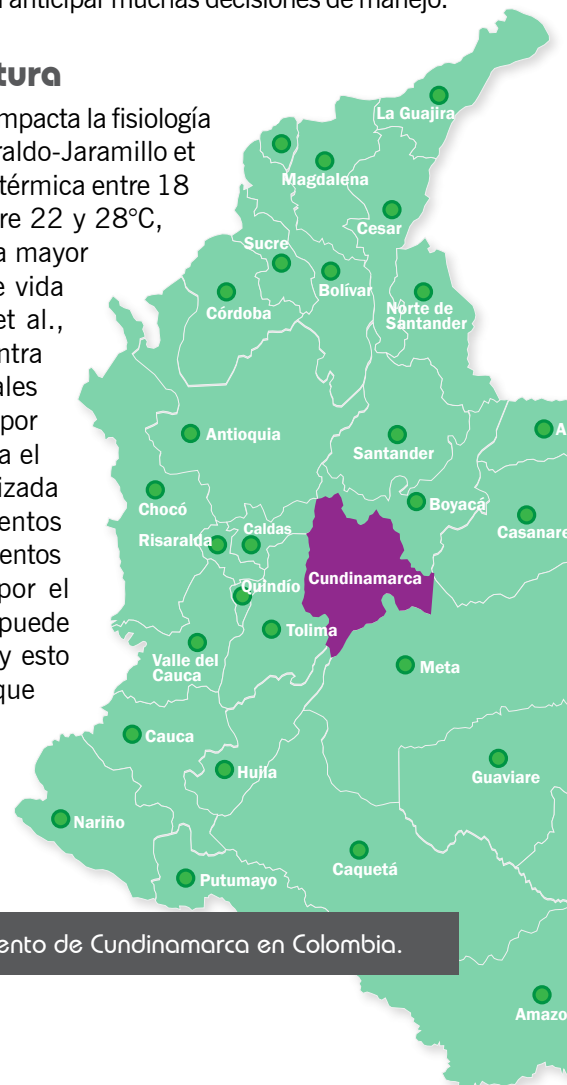 anticipar muchas decisiones de manejo.
tura
mpacta la fisiología
raldo-Jaramillo et
térmica entre 18
re 22 y 28°C,
a mayor
e vida
et al.,
ntra
ales
por
a el
izada
entos
entos
por el
puede
y esto
que
La Guajira
Magdalena
Cesar
Sucre
Bolívar
Córdoba
Norte de
Santander
Antioquia
Santander
A
Chocó
Boyacá
Casanare
Risaralda
Caldas
Quindío
Cundinamarca
Tolima
Valle del
Cauca
Meta
Cauca
Huila
Guaviare
Nariño
Caquetá
Putumayo
ento de Cundinamarca en Colombia.
Amazo